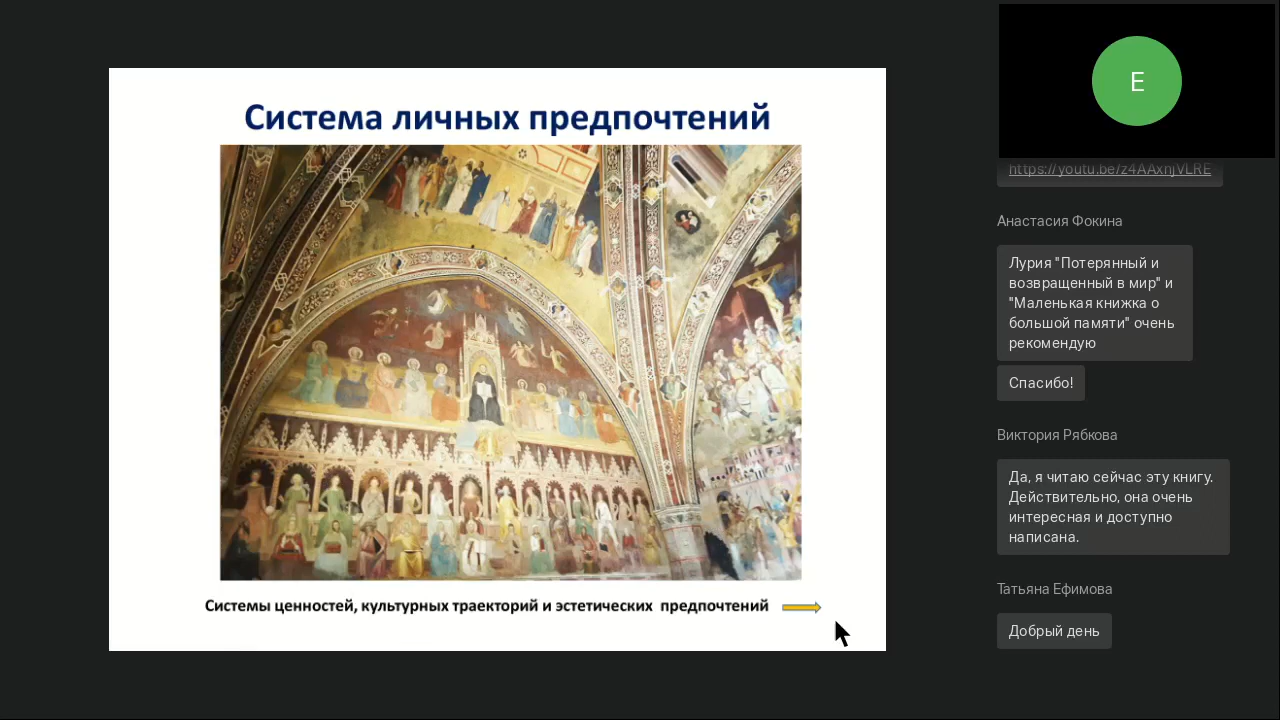 Система личных предпочтений
Системы ценностей, культурных траекторий и эстетических предпочтений
E
https://youtu.be/z4AAxnjVLRE
Анастасия Фокина
Лурия "Потерянный и
возвращенный в мир" и
"Маленькая книжка о
большой памяти" очень
рекомендую
Спасибо!
Виктория Рябкова
Да, я читаю сейчас эту книгу.
Действительно, она очень
интересная и доступно
написана.
Татьяна Ефимова
Добрый день